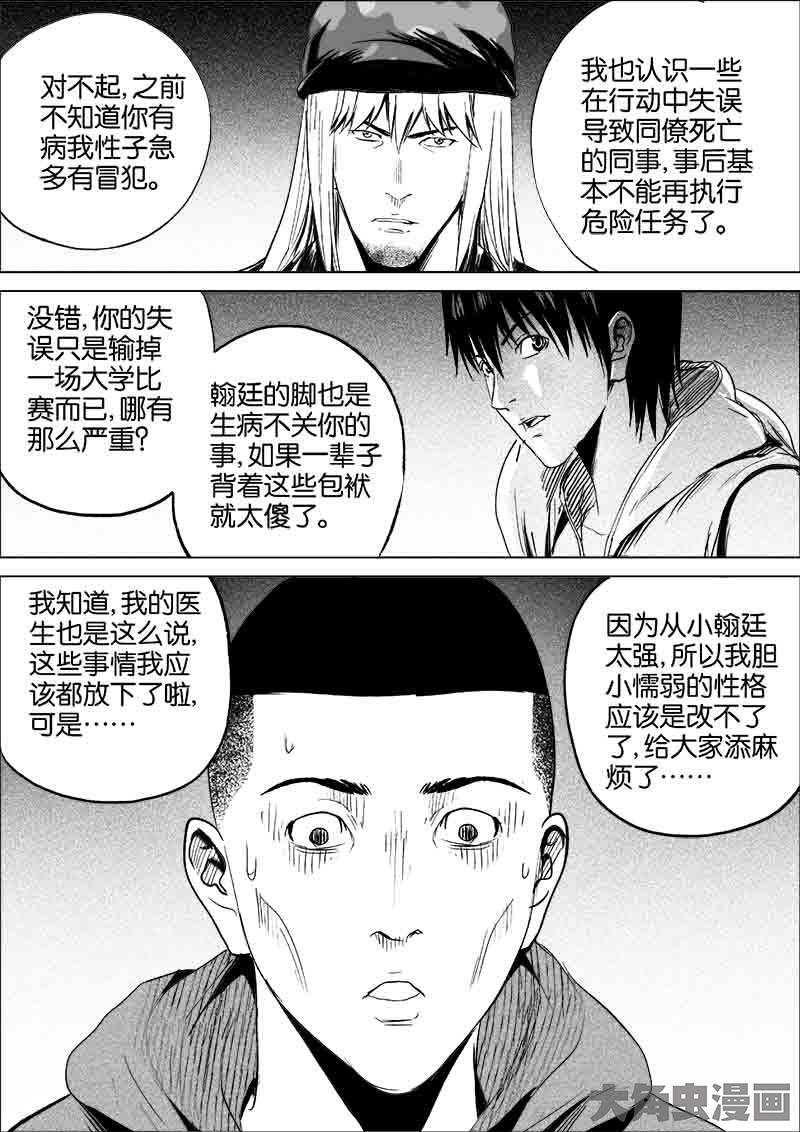 对不起,之前
不知道你有
病我性子急
多有冒犯。
我也认识一些
在行动中失误
导致同僚死亡
的同事,事后基
本不能再执行
危险任务了。
没错,你的失
误只是输掉
一场大学比
赛而已,哪有
那么严重?
翰廷的脚也是
生病不关你的
事,如果一辈子
背着这些包袱
就太傻了。
我知道,我的医
生也是这么说,
这些事情我应
该都放下了啦,
可是……
因为从小翰廷
太强,所以我胆
小懦弱的性格
应该是改不了
了,给大家添麻
烦了……
大角虫漫画